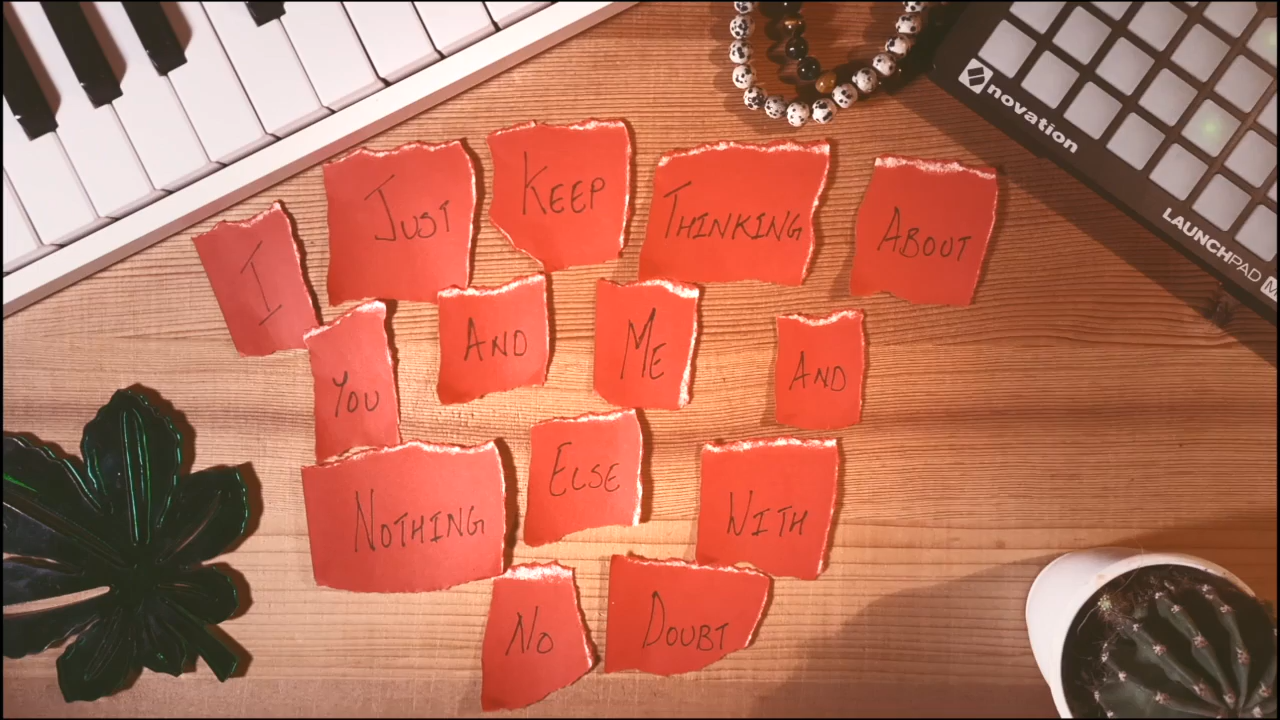 I Just Keep Thinking About
You And Me And
Nothing Else With
No Doubt
novation
LAUNCHPAD M